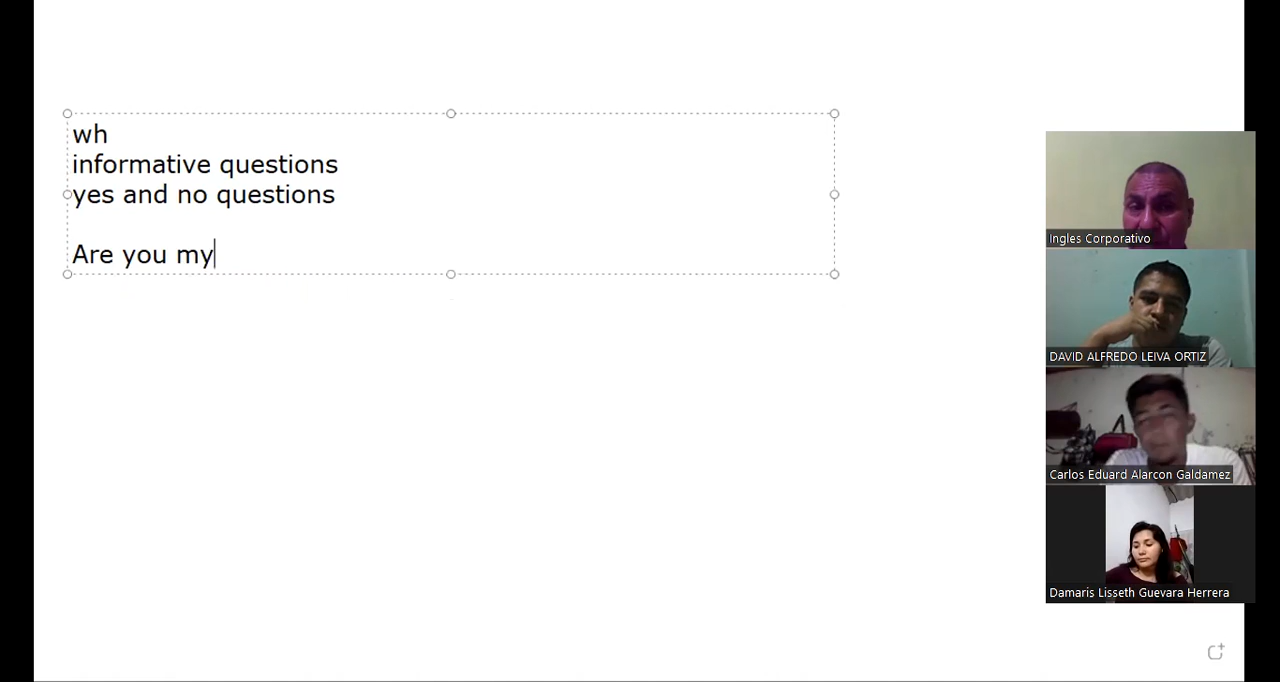 wh
informative questions
yes and no questions
Are you my
Ingles Corporativo
DAVID ALFREDO LEIVA ORTIZ
Carlos Eduard Alarcon Galdamez
Damaris Lisseth Guevara Herrera